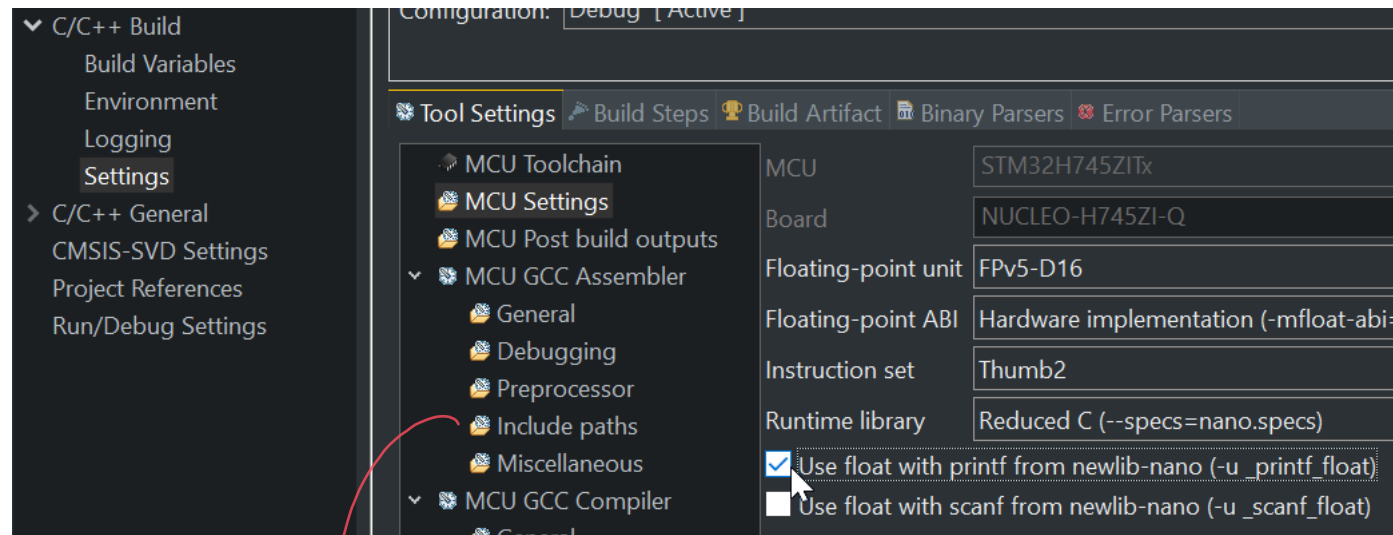 C/C++ Build
Build Variables
Environment
Logging
Settings
C/C++ General
CMSIS-SVD Settings
Project References
Run/Debug Settings
Configuration: Debug [ Active ]
Tool Settings Build Steps Build Artifact Binary Parsers Error Parsers
MCU Toolchain
MCU Settings
MCU Post build outputs
MCU GCC Assembler
General
Debugging
Preprocessor
Include paths
Miscellaneous
MCU GCC Compiler
General
MCU STM32H745ZITx
Board NUCLEO-H745ZI-Q
Floating-point unit FPv5-D16
Floating-point ABI Hardware implementation (-mfloat-abi=
Instruction set Thumb2
Runtime library Reduced C (--specs=nano.specs)
Use float with printf from newlib-nano (-u _printf_float)
Use float with scanf from newlib-nano (-u _scanf_float)